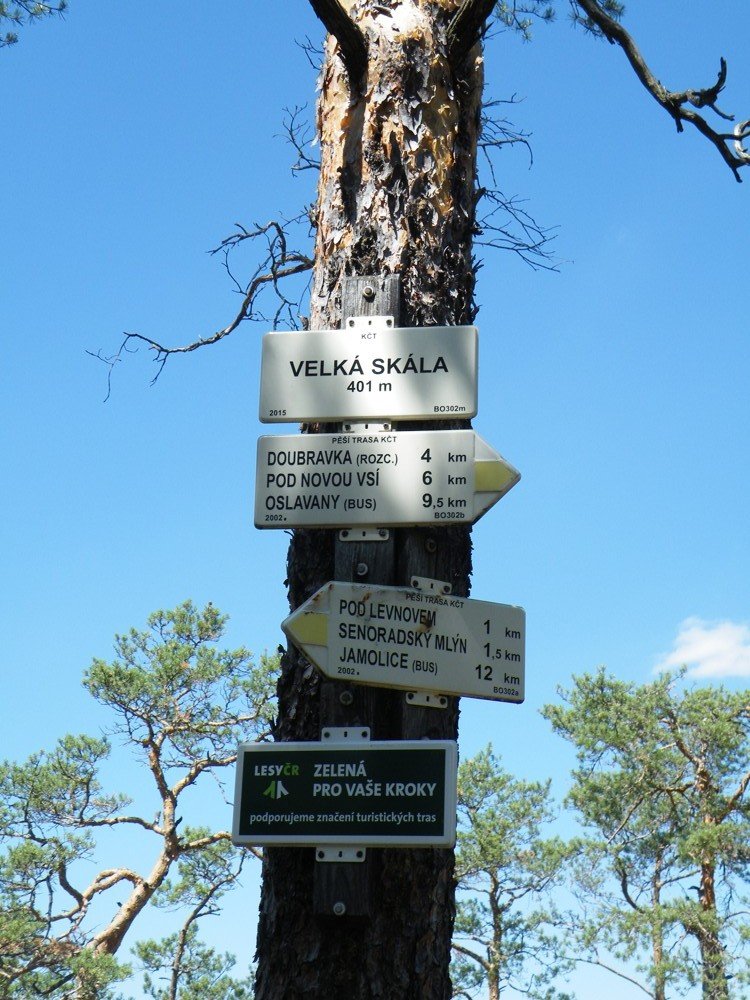 KČT
VELKÁ SKÁLA
401 m
2015 BO302m
PĚŠÍ TRASA KČT
DOUBRAVKA (ROZC.) 4 km
POD NOVOU VSÍ 6 km
OSLAVANY (BUS) 9,5 km
2002. BO302b
PĚŠÍ TRASA KČT
POD LEVNOVEM 1 km
SENORADSKÝ MLÝN 1,5 km
JAMOLICE (BUS) 12 km
2002. BO302a
LESYČR ZELENÁ
PRO VAŠE KROKY
podporujeme značení turistických tras